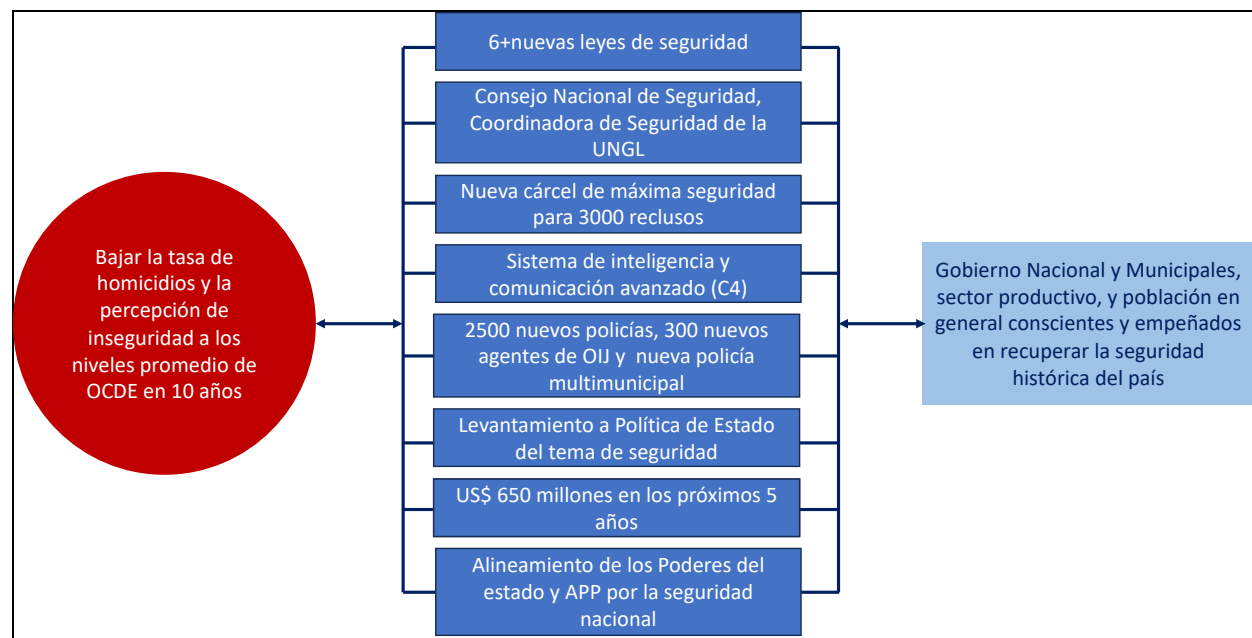 Bajar la tasa de
homicidios y la
percepción de
inseguridad a los
niveles promedio de
OCDE en 10 años
6+nuevas leyes de seguridad
Consejo Nacional de Seguridad,
Coordinadora de Seguridad de la
UNGL
Nueva cárcel de máxima seguridad
para 3000 reclusos
Sistema de inteligencia y
comunicación avanzado (C4)
2500 nuevos policías, 300 nuevos
agentes de OIJ y nueva policía
multimunicipal
Levantamiento a Política de Estado
del tema de seguridad
US$ 650 millones en los próximos 5
años
Alineamiento de los Poderes del
estado y APP por la seguridad
nacional
Gobierno Nacional y Municipales,
sector productivo, y población en
general conscientes y empeñados
en recuperar la seguridad
histórica del país